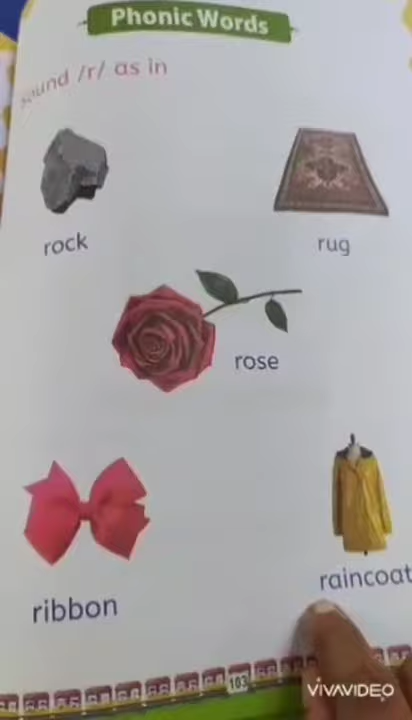 Phonic Words
sound /r/ as in
rock
rug
rose
ribbon
raincoat
103
VIVAVIDEO